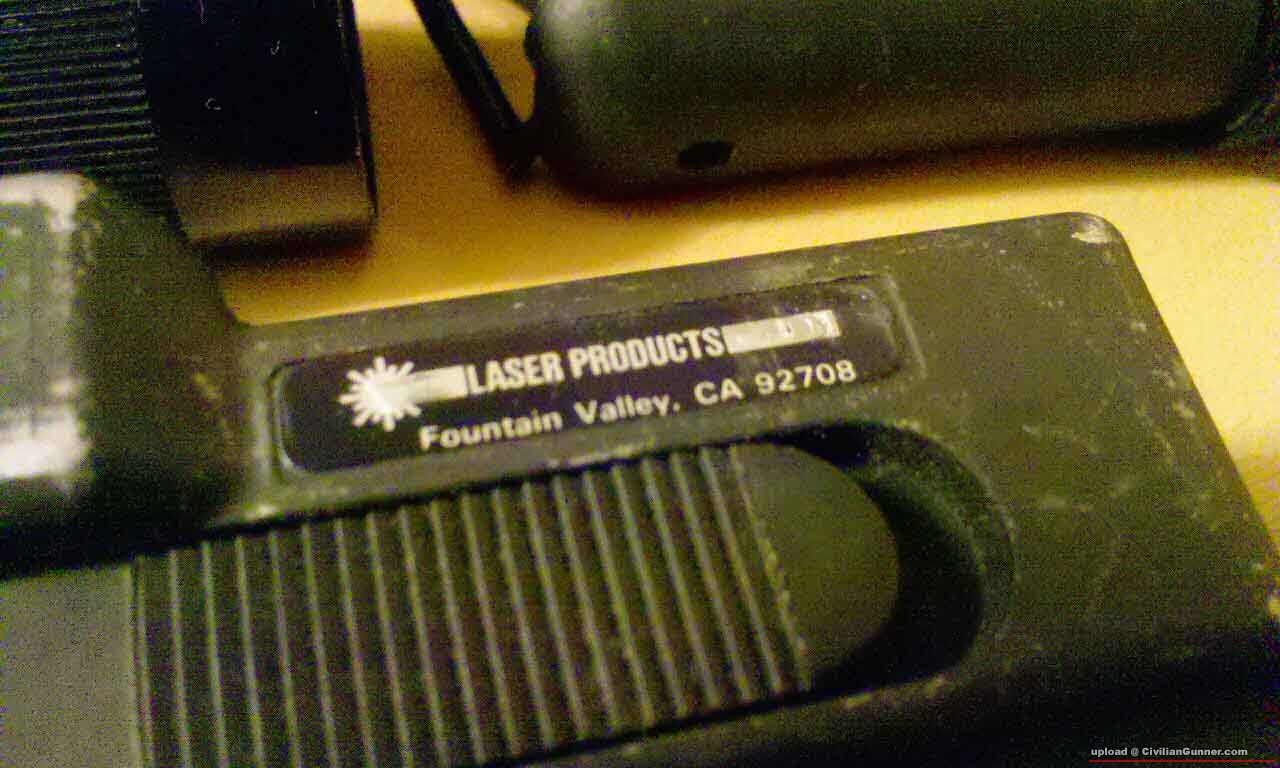 LASER PRODUCTS
Fountain Valley, CA 92708
upload @ CivilianGunner.com